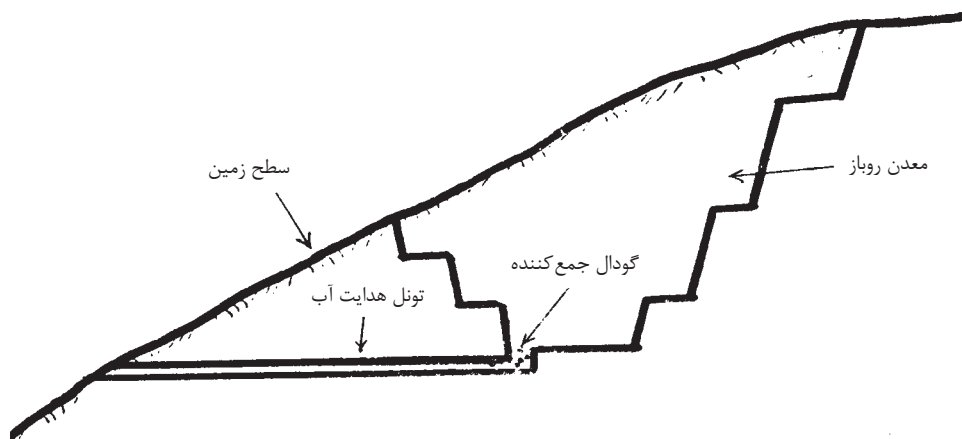 معدن روباز
سطح زمین
گودال جمع‌کننده
تونل هدایت آب